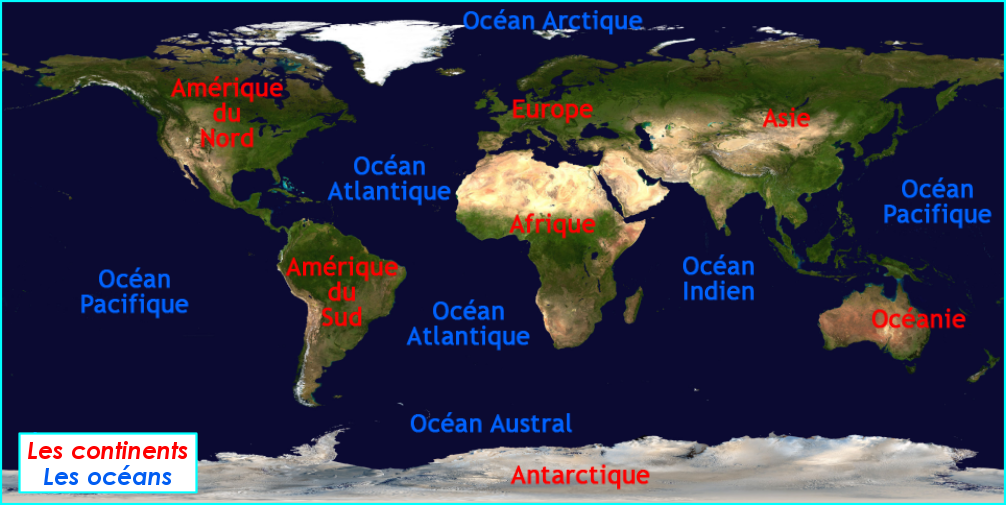 Océan Arctique
Amérique
du
Nord
Europe
Asie
Océan
Atlantique
Océan
Pacifique
Afrique
Océan
Pacifique
Amérique
du
Sud
Océan
Indien
Océan
Atlantique
Océanie
Océan Austral
Antarctique
Les continents
Les océans